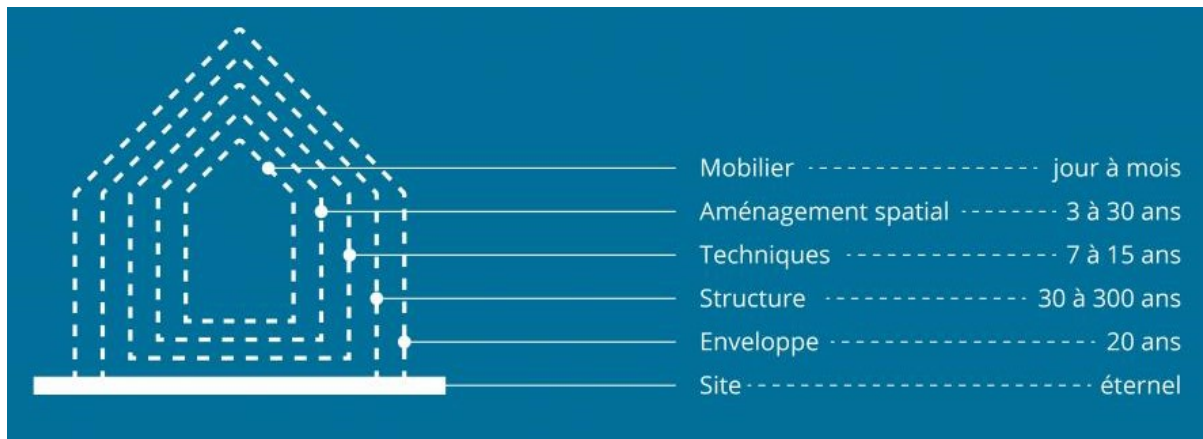 Mobilier jour à mois
Aménagement spatial 3 à 30 ans
Techniques 7 à 15 ans
Structure 30 à 300 ans
Enveloppe 20 ans
Site éternel